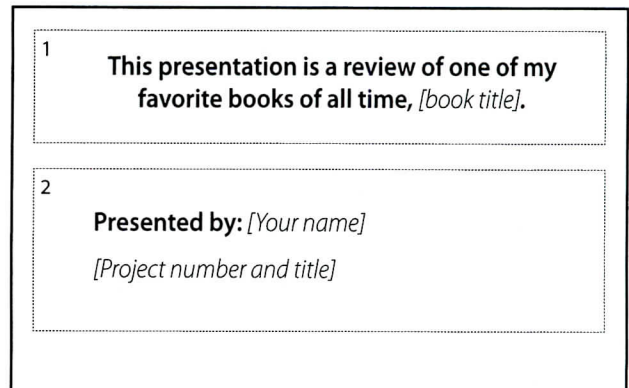 1
This presentation is a review of one of my
favorite books of all time, [book title].
2
Presented by: [Your name]
[Project number and title]